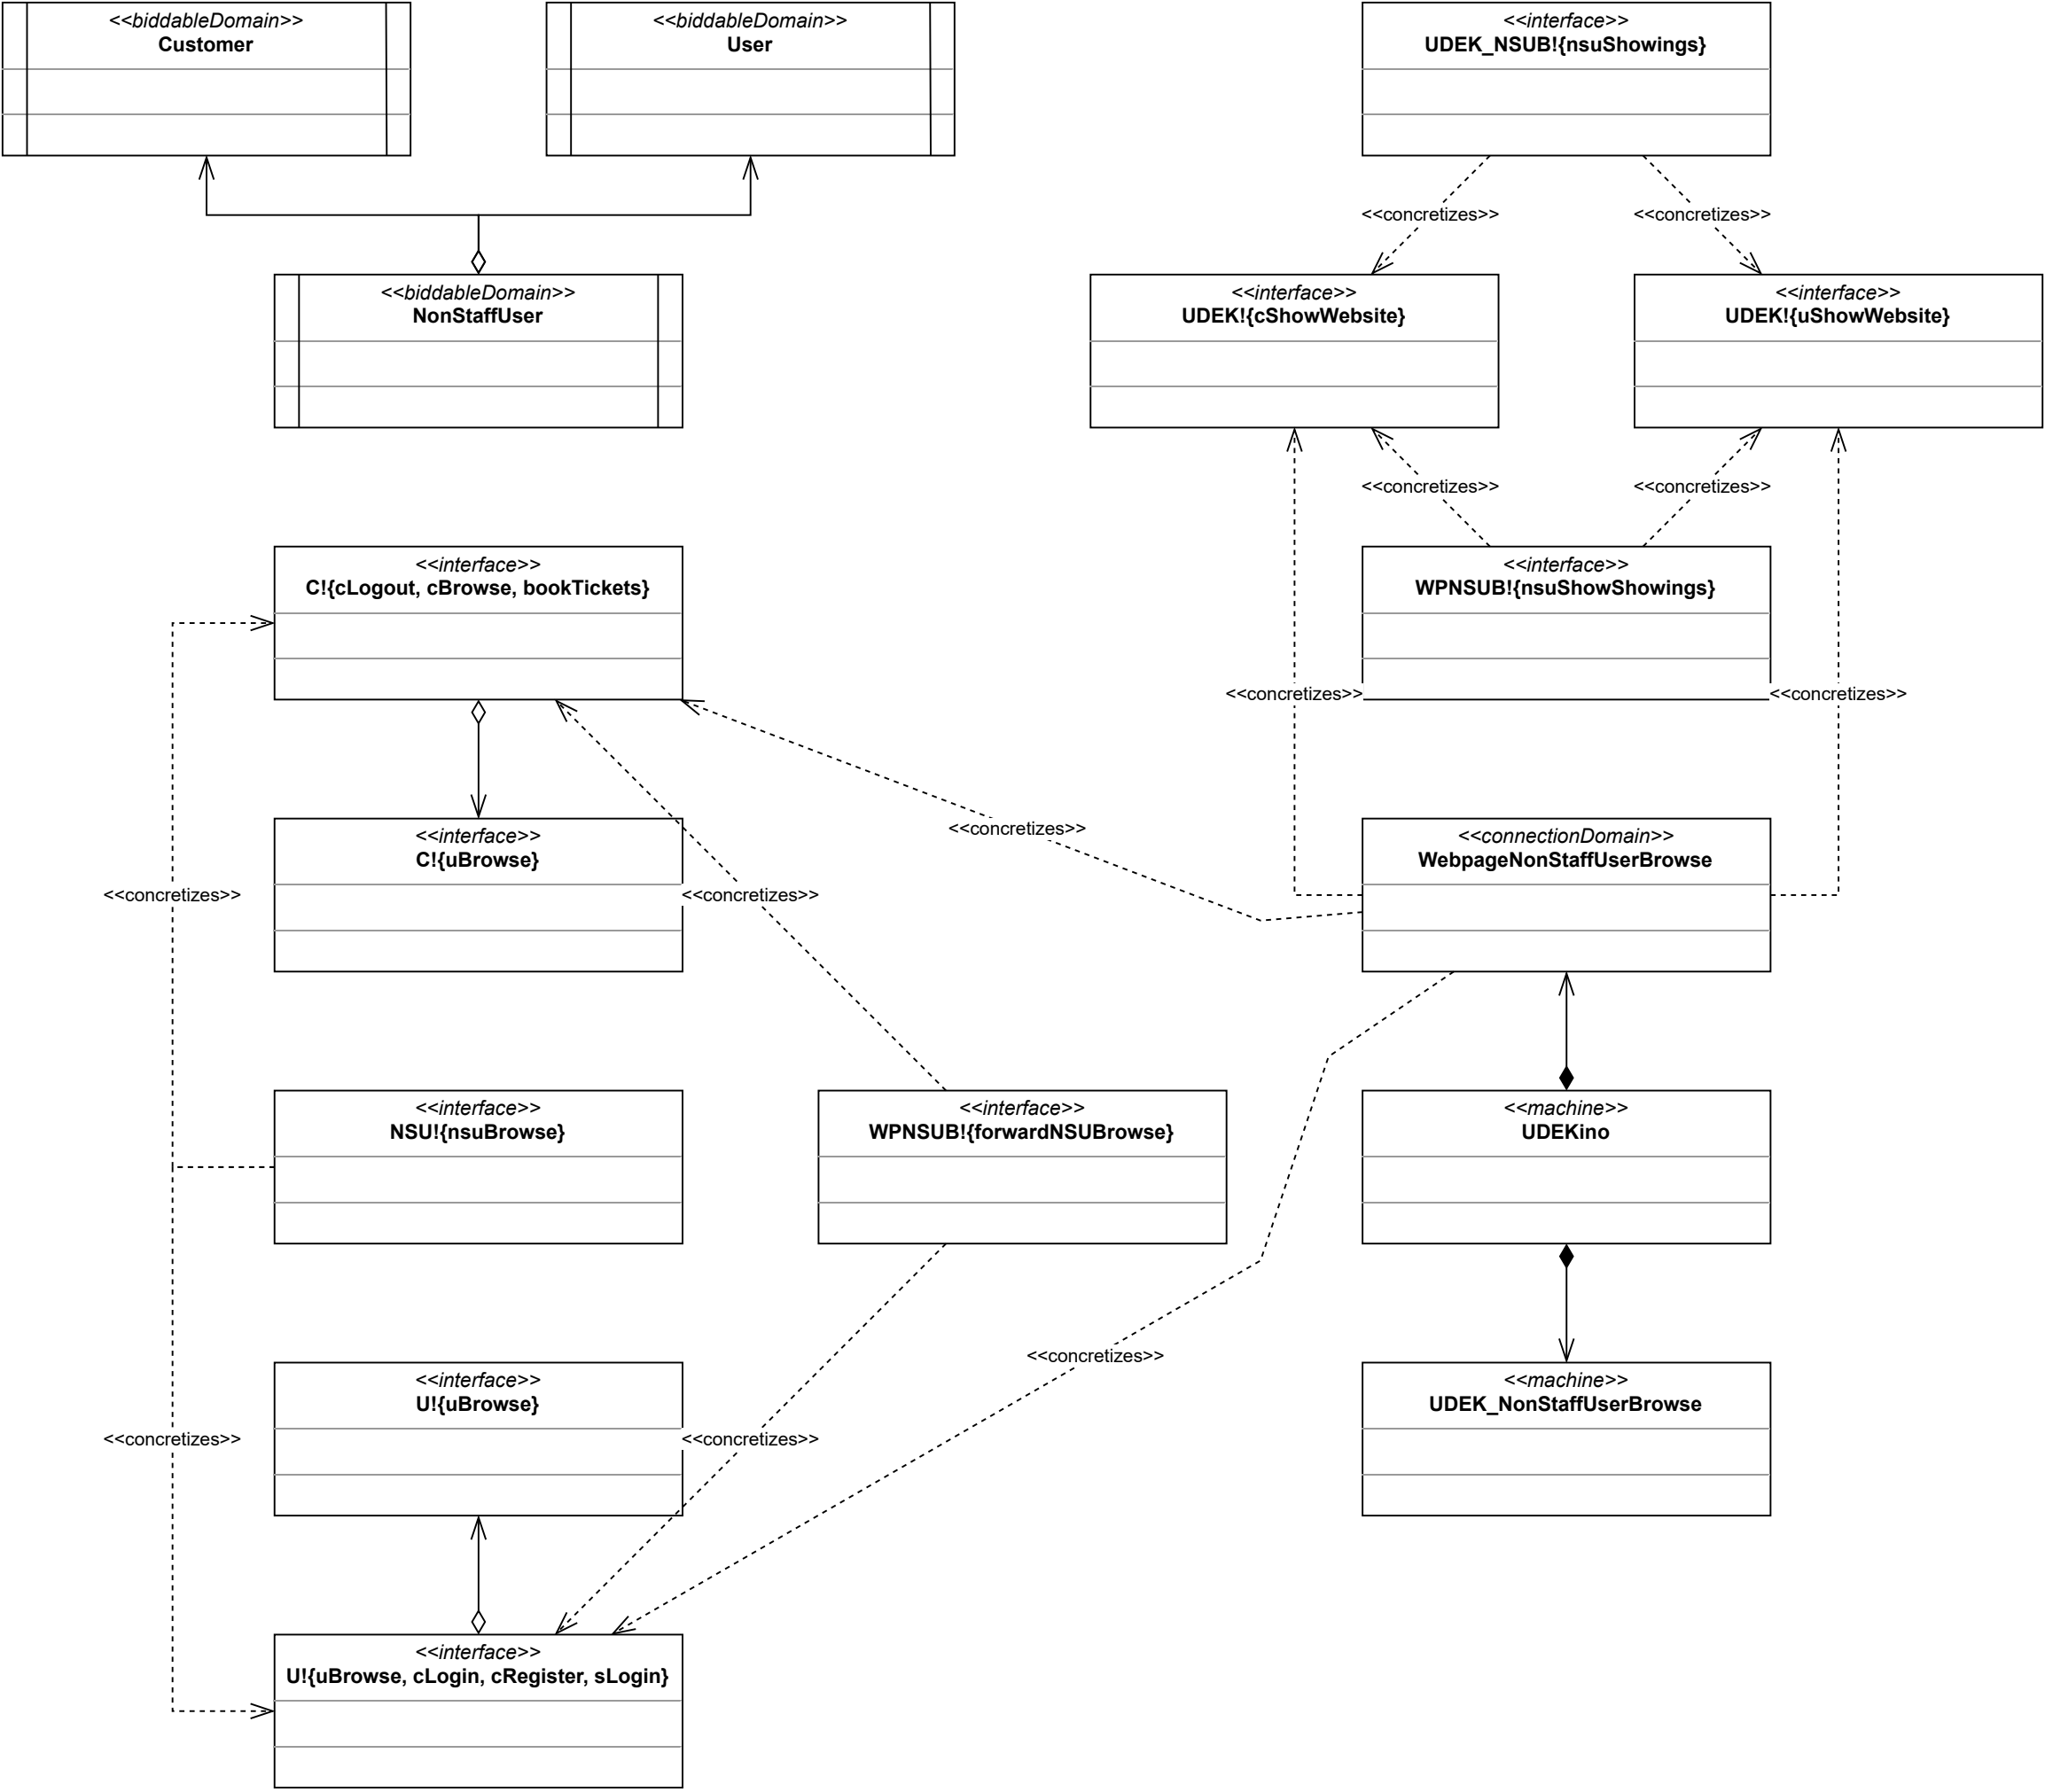 <<biddableDomain>>
Customer
<<biddableDomain>>
User
<<interface>>
UDEK_NSUB!{nsuShowings}
<<concretizes>>
<<concretizes>>
<<biddableDomain>>
NonStaffUser
<<interface>>
UDEK!{cShowWebsite}
<<interface>>
UDEK!{uShowWebsite}
<<concretizes>>
<<concretizes>>
<<interface>>
C!{cLogout, cBrowse, bookTickets}
<<interface>>
WPNSUB!{nsuShowShowings}
<<concretizes>>
<<concretizes>>
<<concretizes>>
<<interface>>
C!{uBrowse}
<<connectionDomain>>
WebpageNonStaffUserBrowse
<<concretizes>>
<<concretizes>>
<<interface>>
NSU!{nsuBrowse}
<<interface>>
WPNSUB!{forwardNSUBrowse}
<<machine>>
UDEKino
<<concretizes>>
<<interface>>
U!{uBrowse}
<<machine>>
UDEK_NonStaffUserBrowse
<<concretizes>>
<<concretizes>>
<<interface>>
U!{uBrowse, cLogin, cRegister, sLogin}